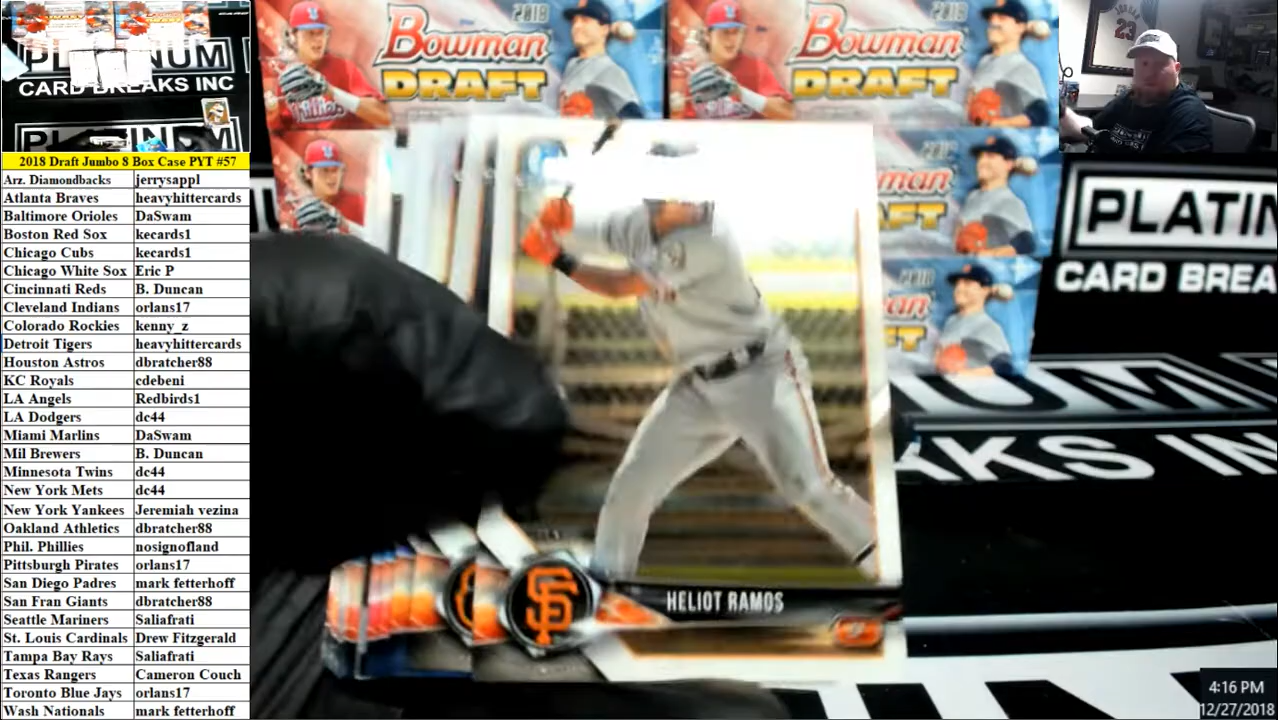 PLATINUM
CARD BREAKS INC
2018 Draft Jumbo 8 Box Case PYT #57
Arz. Diamondbacks jerrysappl
Atlanta Braves heavyhittercards
Baltimore Orioles DaSwam
Boston Red Sox kecards1
Chicago Cubs kecards1
Chicago White Sox Eric P
Cincinnati Reds B. Duncan
Cleveland Indians orlans17
Colorado Rockies kenny_z
Detroit Tigers heavyhittercards
Houston Astros dbratcher88
KC Royals cdebeni
LA Angels Redbirds1
LA Dodgers dc44
Miami Marlins DaSwam
Mil Brewers B. Duncan
Minnesota Twins dc44
New York Mets dc44
New York Yankees Jeremiah vezina
Oakland Athletics dbratcher88
Phil. Phillies nosignofland
Pittsburgh Pirates orlans17
San Diego Padres mark fetterhoff
San Fran Giants dbratcher88
Seattle Mariners Saliafrati
St. Louis Cardinals Drew Fitzgerald
Tampa Bay Rays Saliafrati
Texas Rangers Cameron Couch
Toronto Blue Jays orlans17
Wash Nationals mark fetterhoff
2018
Bowman
DRAFT
Phillies
2018
Bowman
DRAFT
SF
HELIOT RAMOS
PLATIN
CARD BREA
AKS IN
23
4:16 PM
12/27/2018